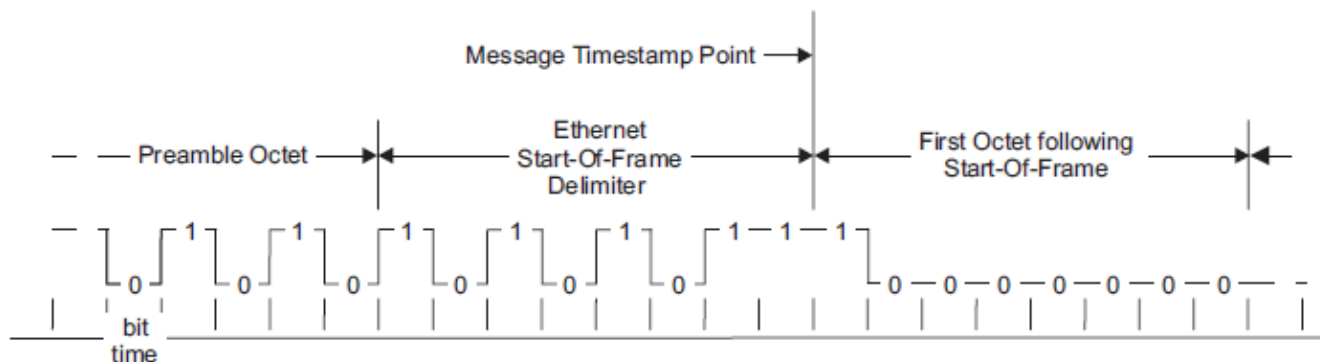 Message Timestamp Point
Preamble Octet
Ethernet
Start-Of-Frame
Delimiter
First Octet following
Start-Of-Frame
1 1 1 1 1 1 1 1
0 0 0 0 0 0 0 0 0 0 0 0 0
bit
time